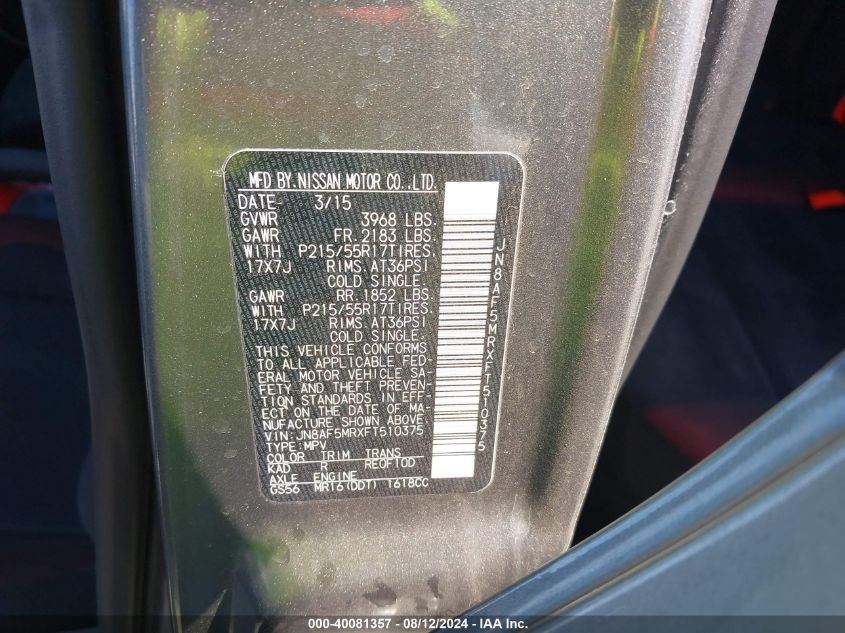 MFD BY.NISSAN MOTOR CO.,LTD.
DATE- 3/15
GVWR 3968 LBS.
GAWR FR.2183 LBS.
WITH P215/55R17TIRES.
17X7J RIMS.AT36PSI
COLD SINGLE.
GAWR RR.1852 LBS.
WITH P215/55R17TIRES.
17X7J RIMS.AT36PSI
COLD SINGLE.
THIS VEHICLE CONFORMS
TO ALL APPLICABLE FED-
ERAL MOTOR VEHICLE SA-
FETY AND THEFT PREVEN-
TION STANDARDS IN EFF-
ECT ON THE DATE OF MA-
NUFACTURE SHOWN ABOVE.
VIN:JN8AF5MRXFT510375
TYPE:MPV
COLOR TRIM TRANS
KAD R RE0FT0D
AXLE ENGINE
GS56 MR16(DDT) 1618CC
JN8AF5MRXFT510375
000-40081357 - 08/12/2024 - IAA Inc.